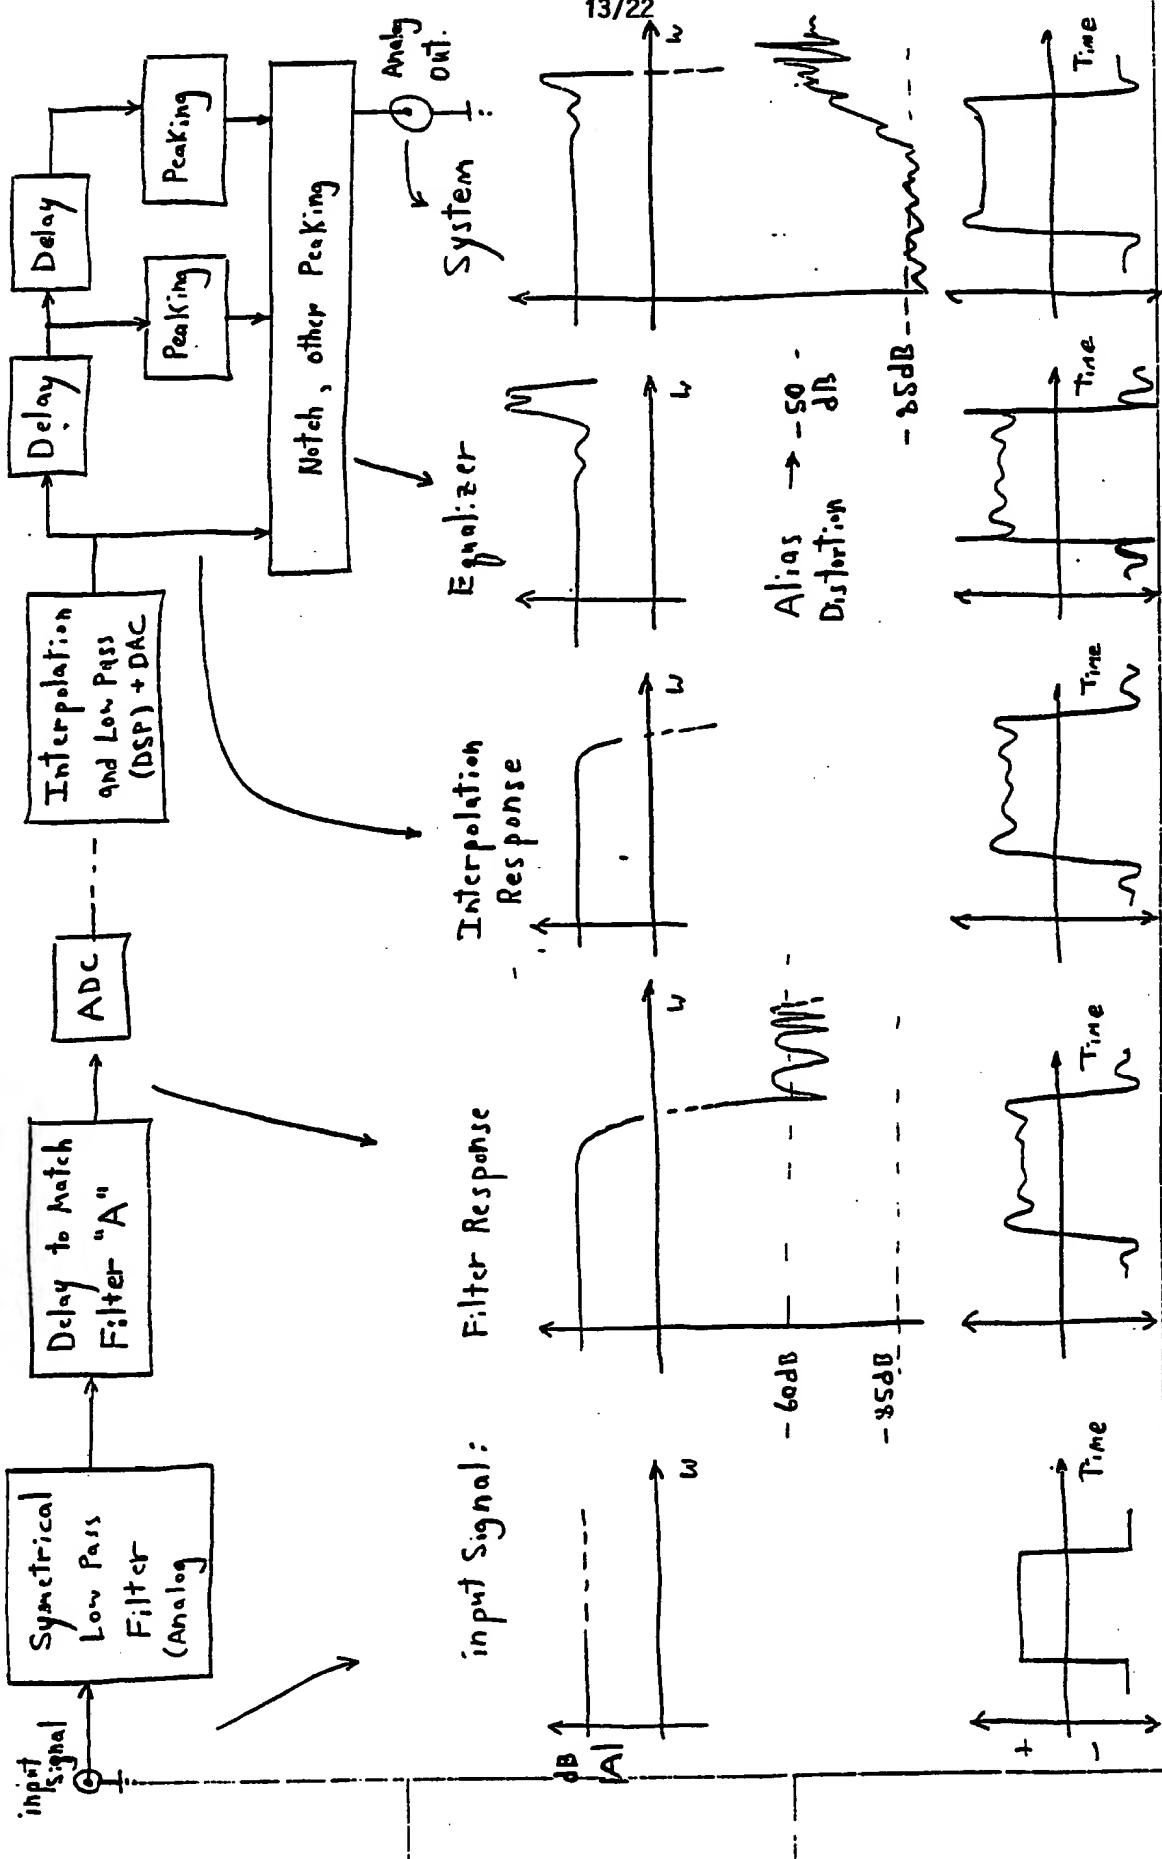 13/22
input
signal
Symetrical
Low Pass
Filter
(Analog
Delay to Match
Filter "A"
ADC
Interpolation
and Low Pass
(DSP) + DAC
Delay
Delay
Peaking
Peaking
Notch, other Peaking
Analog
Out.
input Signal:
Filter Response
Interpolation
Response
Equalizer
System
dB
|A|
W
W
W
W
W
-60dB
-85dB
Alias → -50
Distortion dB
-85dB
+
-
Time
Time
Time
Time
Time